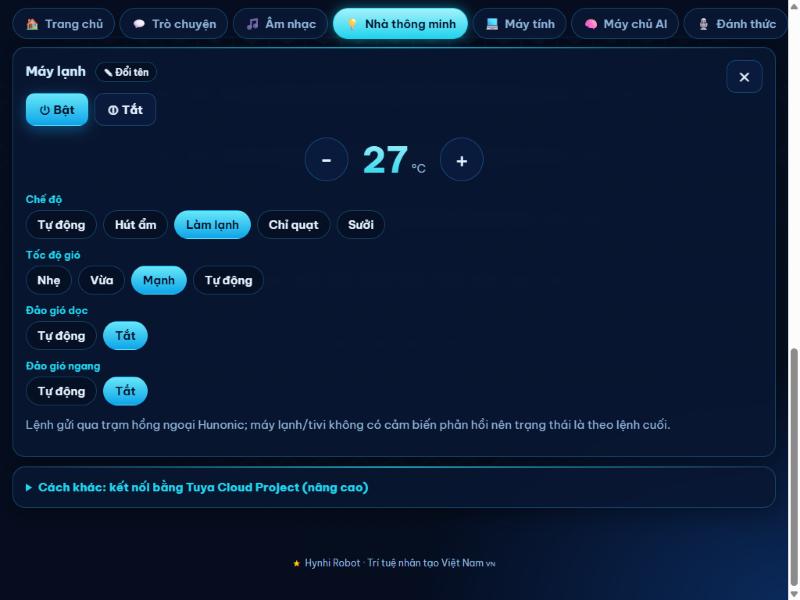 Trang chủ Trò chuyện Âm nhạc Nhà thông minh Máy tính Máy chủ AI Đánh thức
Máy lạnh Đổi tên
Bật Tắt
− 27 °C +
Chế độ
Tự động Hút ẩm Làm lạnh Chỉ quạt Sưởi
Tốc độ gió
Nhẹ Vừa Mạnh Tự động
Đảo gió dọc
Tự động Tắt
Đảo gió ngang
Tự động Tắt
Lệnh gửi qua trạm hồng ngoại Hunonic; máy lạnh/tivi không có cảm biến phản hồi nên trạng thái là theo lệnh cuối.
Cách khác: kết nối bằng Tuya Cloud Project (nâng cao)
Hynhi Robot · Trí tuệ nhân tạo Việt Nam VN